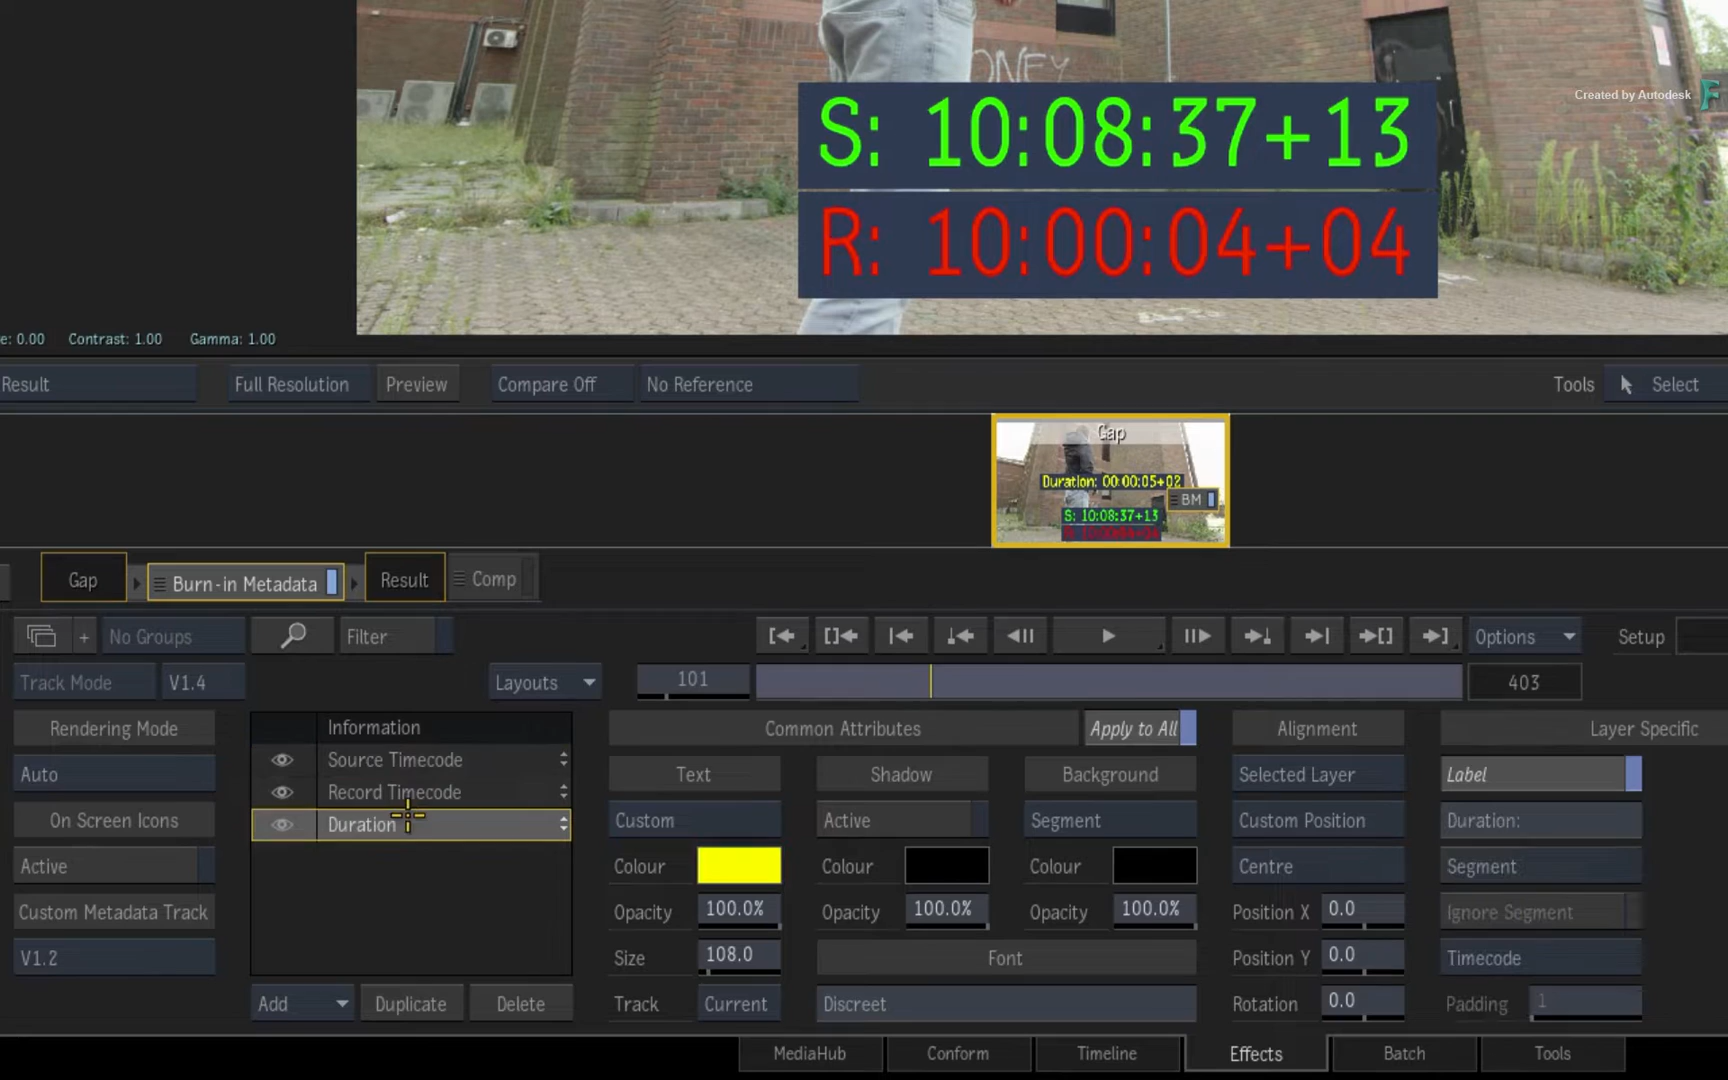 ONEY
Created by Autodesk
S: 10:08:37+13
R: 10:00:04+04
e: 0.00 Contrast: 1.00 Gamma: 1.00
Result Full Resolution Preview Compare Off No Reference Tools Select
Gap
Duration: 00:00:05+02
BM
S: 10:08:37+13
Gap Burn-in Metadata Result Comp
+ No Groups Filter Options Setup
Track Mode V1.4 Layouts 101 403
Rendering Mode Information Common Attributes Apply to All Alignment Layer Specific
Auto Source Timecode Text Shadow Background Selected Layer Label
Record Timecode
On Screen Icons Duration Custom Active Segment Custom Position Duration:
Active Colour Colour Colour Centre Segment
Custom Metadata Track Opacity 100.0% Opacity 100.0% Opacity 100.0% Position X 0.0 Ignore Segment
V1.2 Size 108.0 Font Position Y 0.0 Timecode
Add Duplicate Delete Track Current Discreet Rotation 0.0 Padding 1
MediaHub Conform Timeline Effects Batch Tools